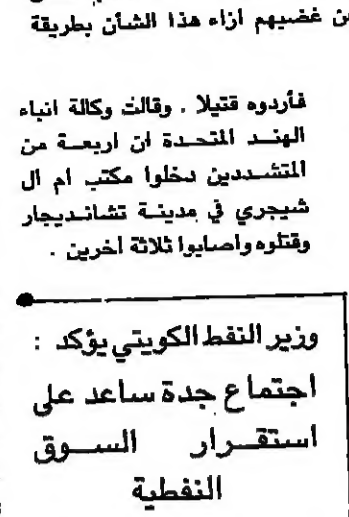 عن غضبهم ازاء هذا الشأن بطريقة
فأردوه قتيلا . وقالت وكالة انباء
الهند المتحدة ان اربعة من
المتشددين دخلوا مكتب ام ال
شيجري في مدينة تشانديجار
وقتلوه واصابوا ثلاثة آخرين .
وزير النفط الكويتي يؤكد :
اجتماع جدة ساعد على
استقرار السوق
النفطية